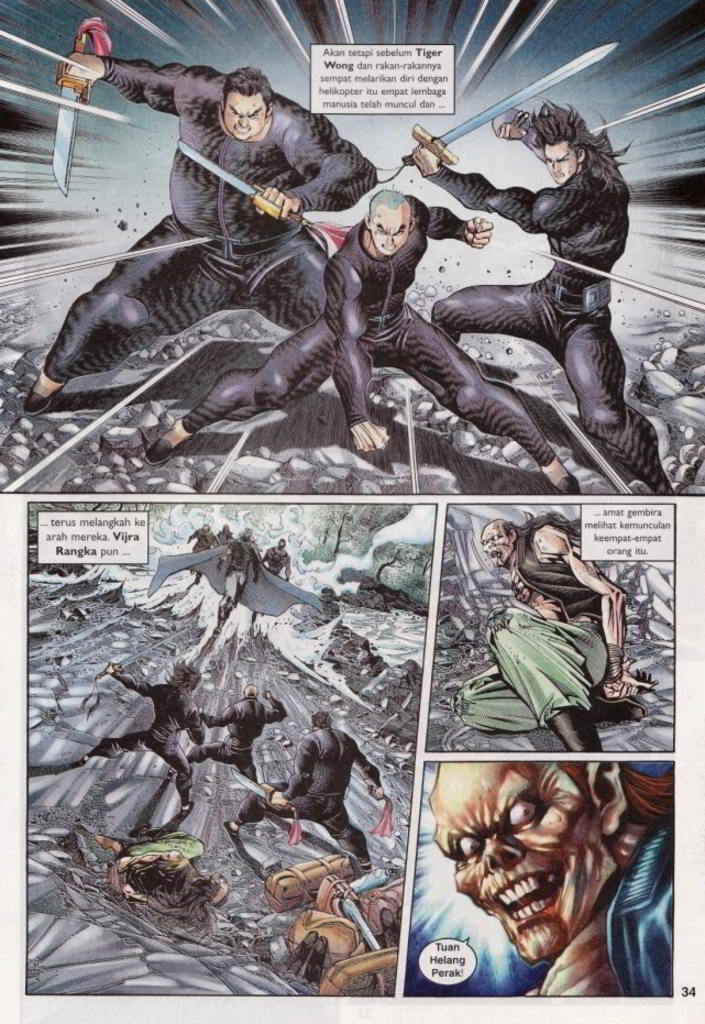 Akan tetapi sebelum Tiger
Wong dan rakan-rakannya
sempat melarikan diri dengan
helikopter itu empat lembaga
manusia telah muncul dan ...
... terus melangkah ke
arah mereka. Vijra
Rangka pun ...
... amat gembira
melihat kemunculan
keempat-empat
orang itu.
Tuan
Helang
Perak!
34